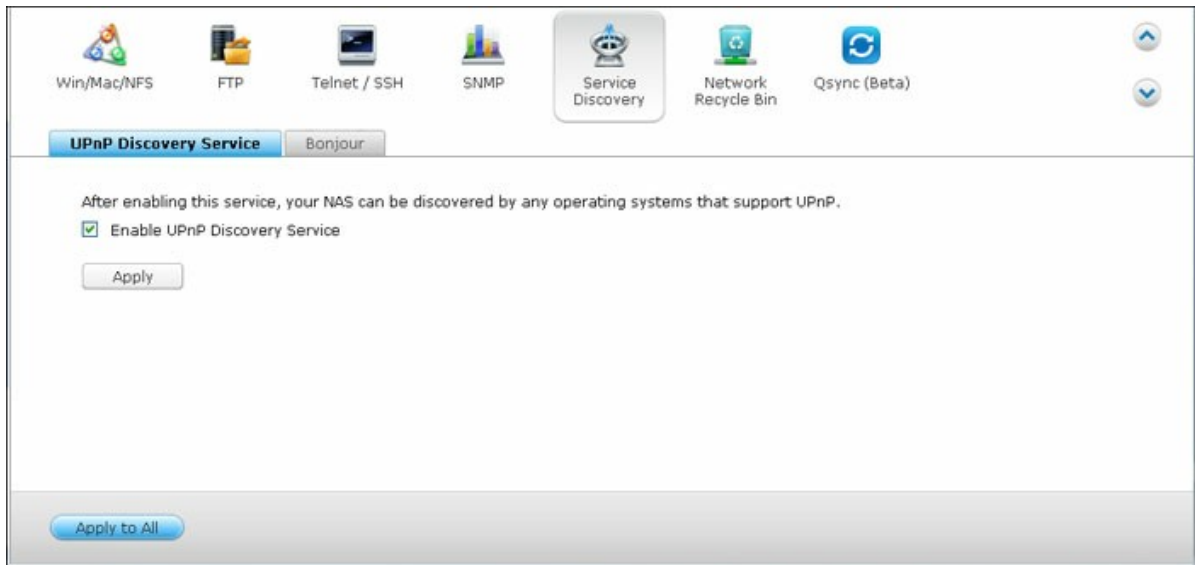 Win/Mac/NFS
FTP
Telnet / SSH
SNMP
Service
Discovery
Network
Recycle Bin
Qsync (Beta)
UPnP Discovery Service
Bonjour
After enabling this service, your NAS can be discovered by any operating systems that support UPnP.
Enable UPnP Discovery Service
Apply
Apply to All